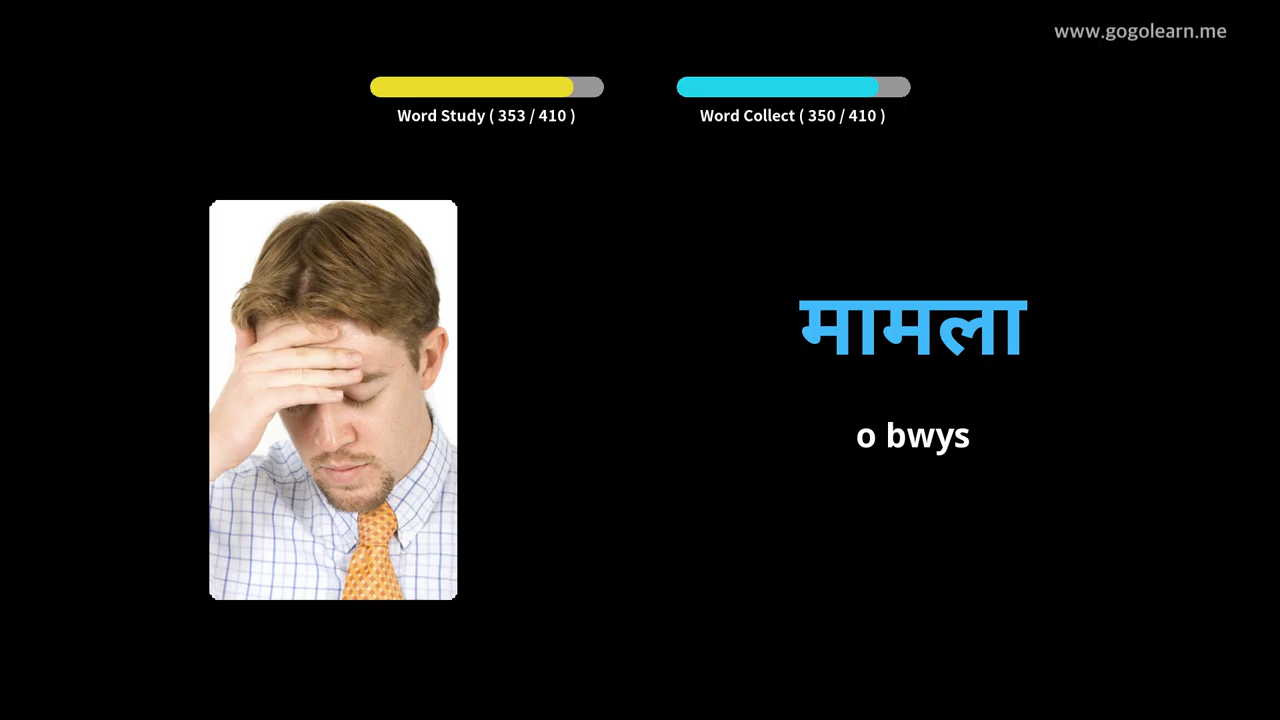 www.gogolearn.me
Word Study ( 353 / 410 )
Word Collect ( 350 / 410 )
मामला
o bwys